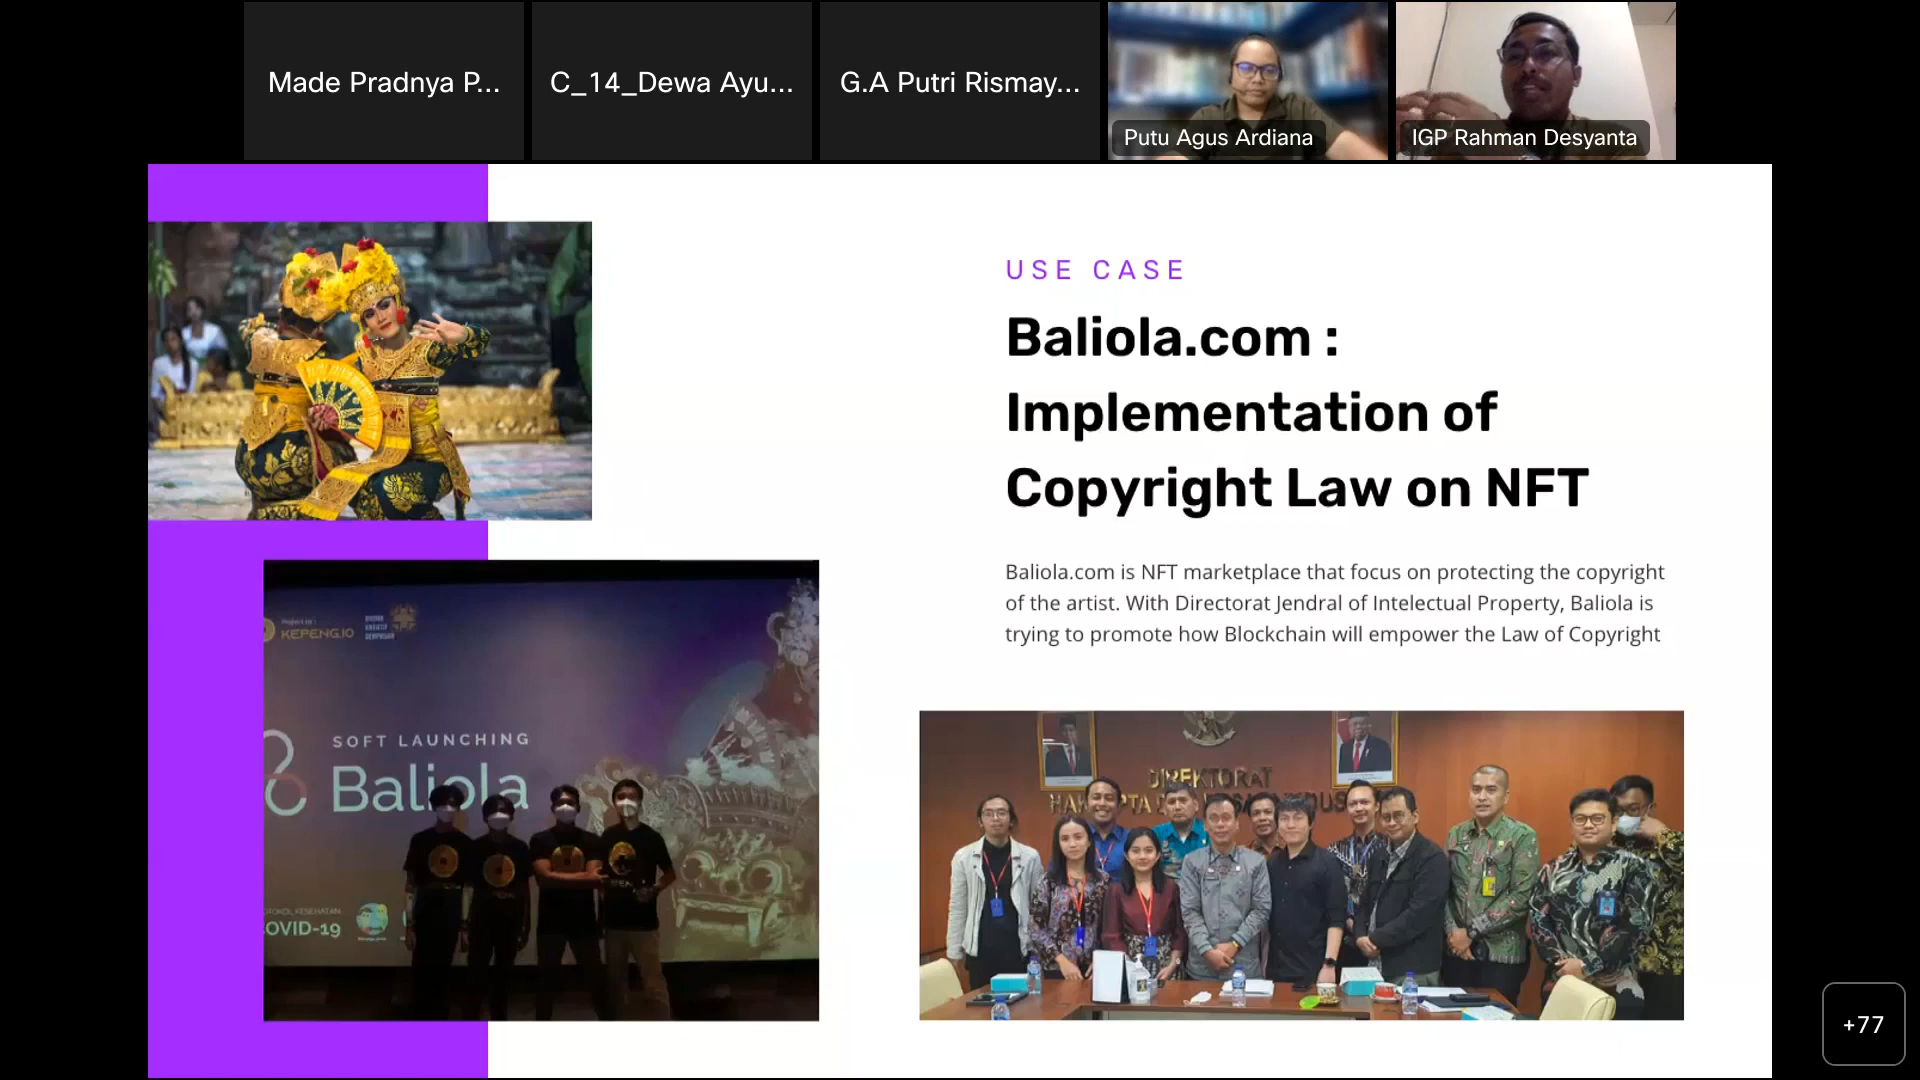 Made Pradnya P...
C_14_Dewa Ayu...
G.A Putri Rismay...
Putu Agus Ardiana
IGP Rahman Desyanta
USE CASE
Baliola.com :
Implementation of
Copyright Law on NFT
Baliola.com is NFT marketplace that focus on protecting the copyright
of the artist. With Directorat Jendral of Intelectual Property, Baliola is
trying to promote how Blockchain will empower the Law of Copyright
KEPENG.IO
SOFT LAUNCHING
Baliola
OVID-19
DIREKTORAT
+77